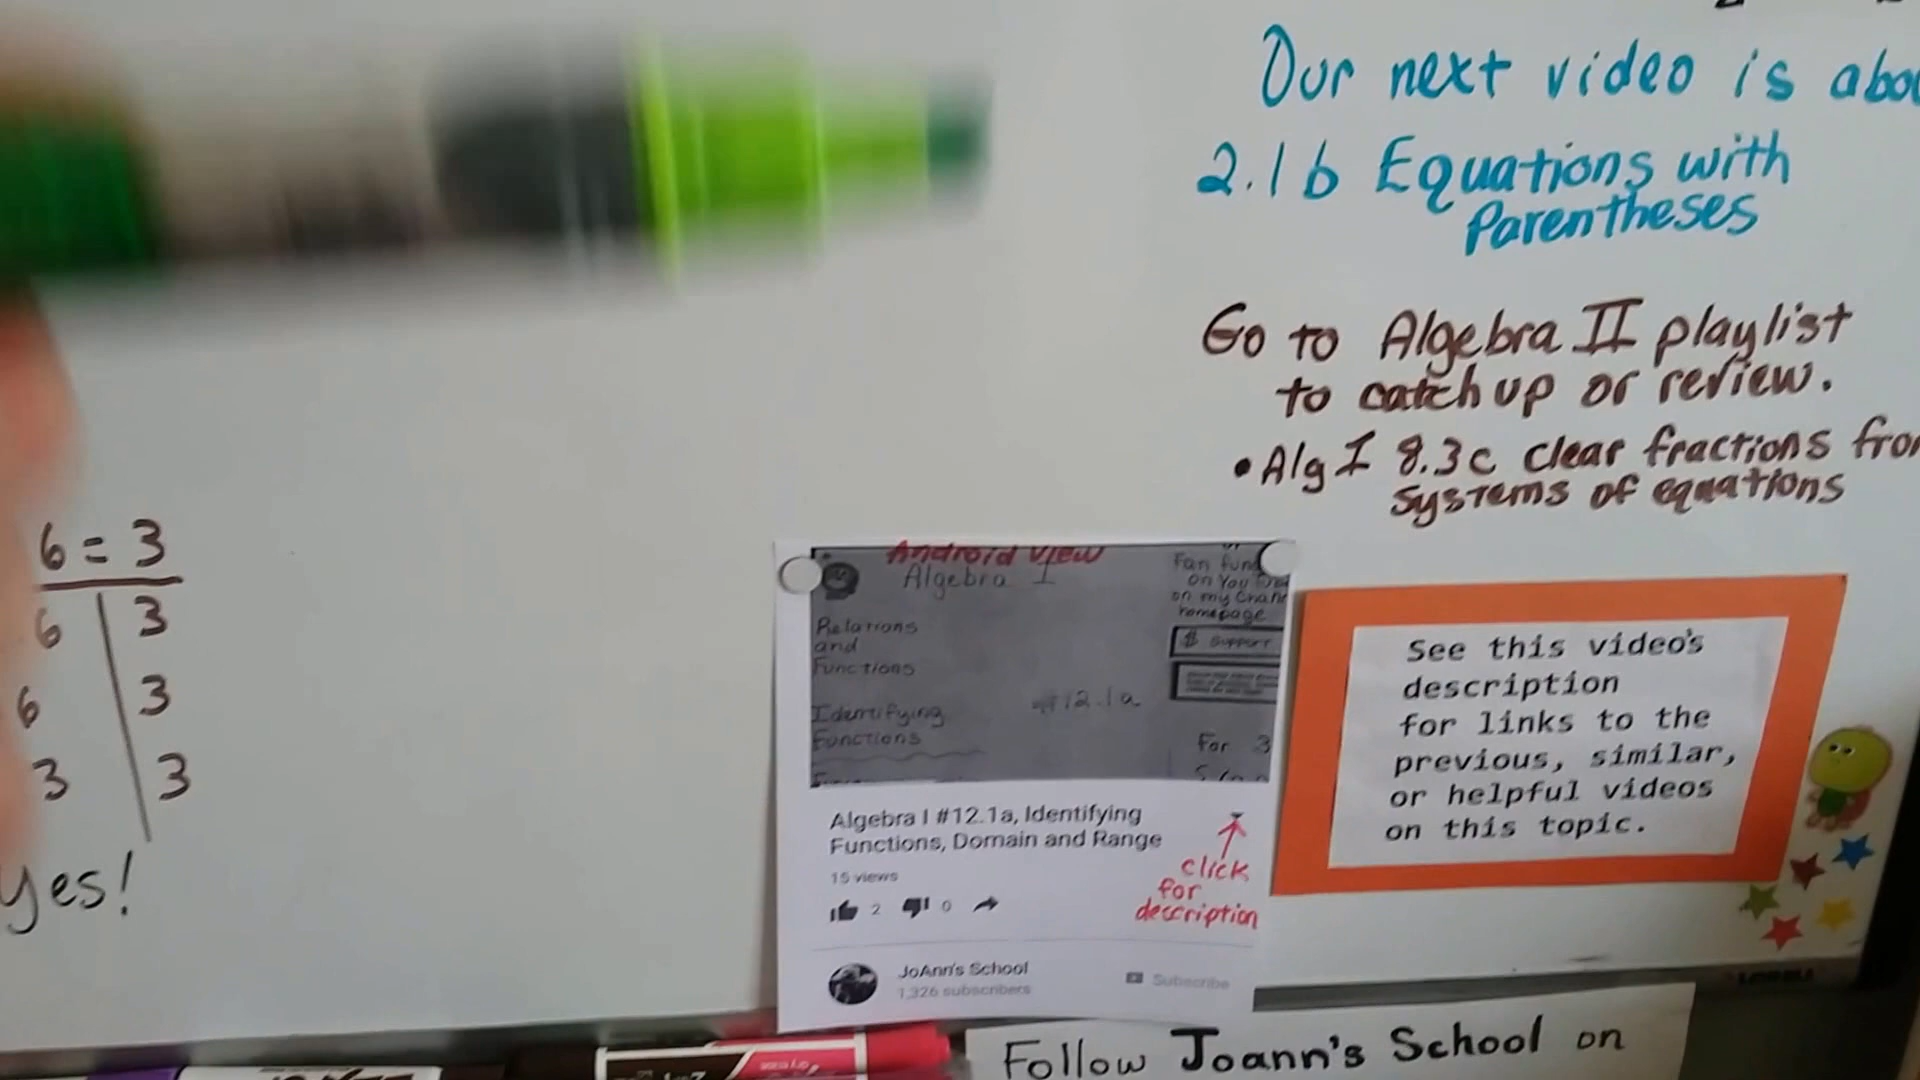 Our next video is abou
2.1b Equations with
Parentheses
Go to Algebra II playlist
to catch up or review.
• Alg I 8.3c clear fractions from
systems of equations
6 = 3
6 3
6 3
3 3
yes!
Android view
Algebra I
Relations
and
Functions
Identifying
Functions
#12.1a
Fan fund
on You
on my Chann
homepage
$ Support
For 3
Algebra I #12.1a, Identifying
Functions, Domain and Range
15 views
click
for
description
2 0
JoAnn's School
1,326 subscribers
Subscribe
See this video's
description
for links to the
previous, similar,
or helpful videos
on this topic.
Follow Joann's School on